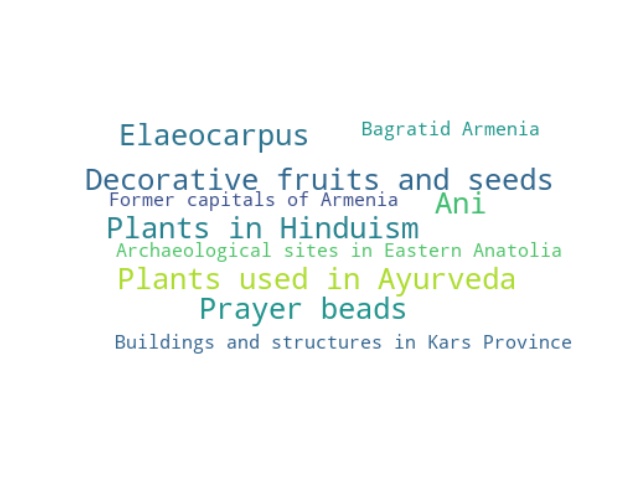 Elaeocarpus
Bagratid Armenia
Decorative fruits and seeds
Former capitals of Armenia
Ani
Plants in Hinduism
Archaeological sites in Eastern Anatolia
Plants used in Ayurveda
Prayer beads
Buildings and structures in Kars Province